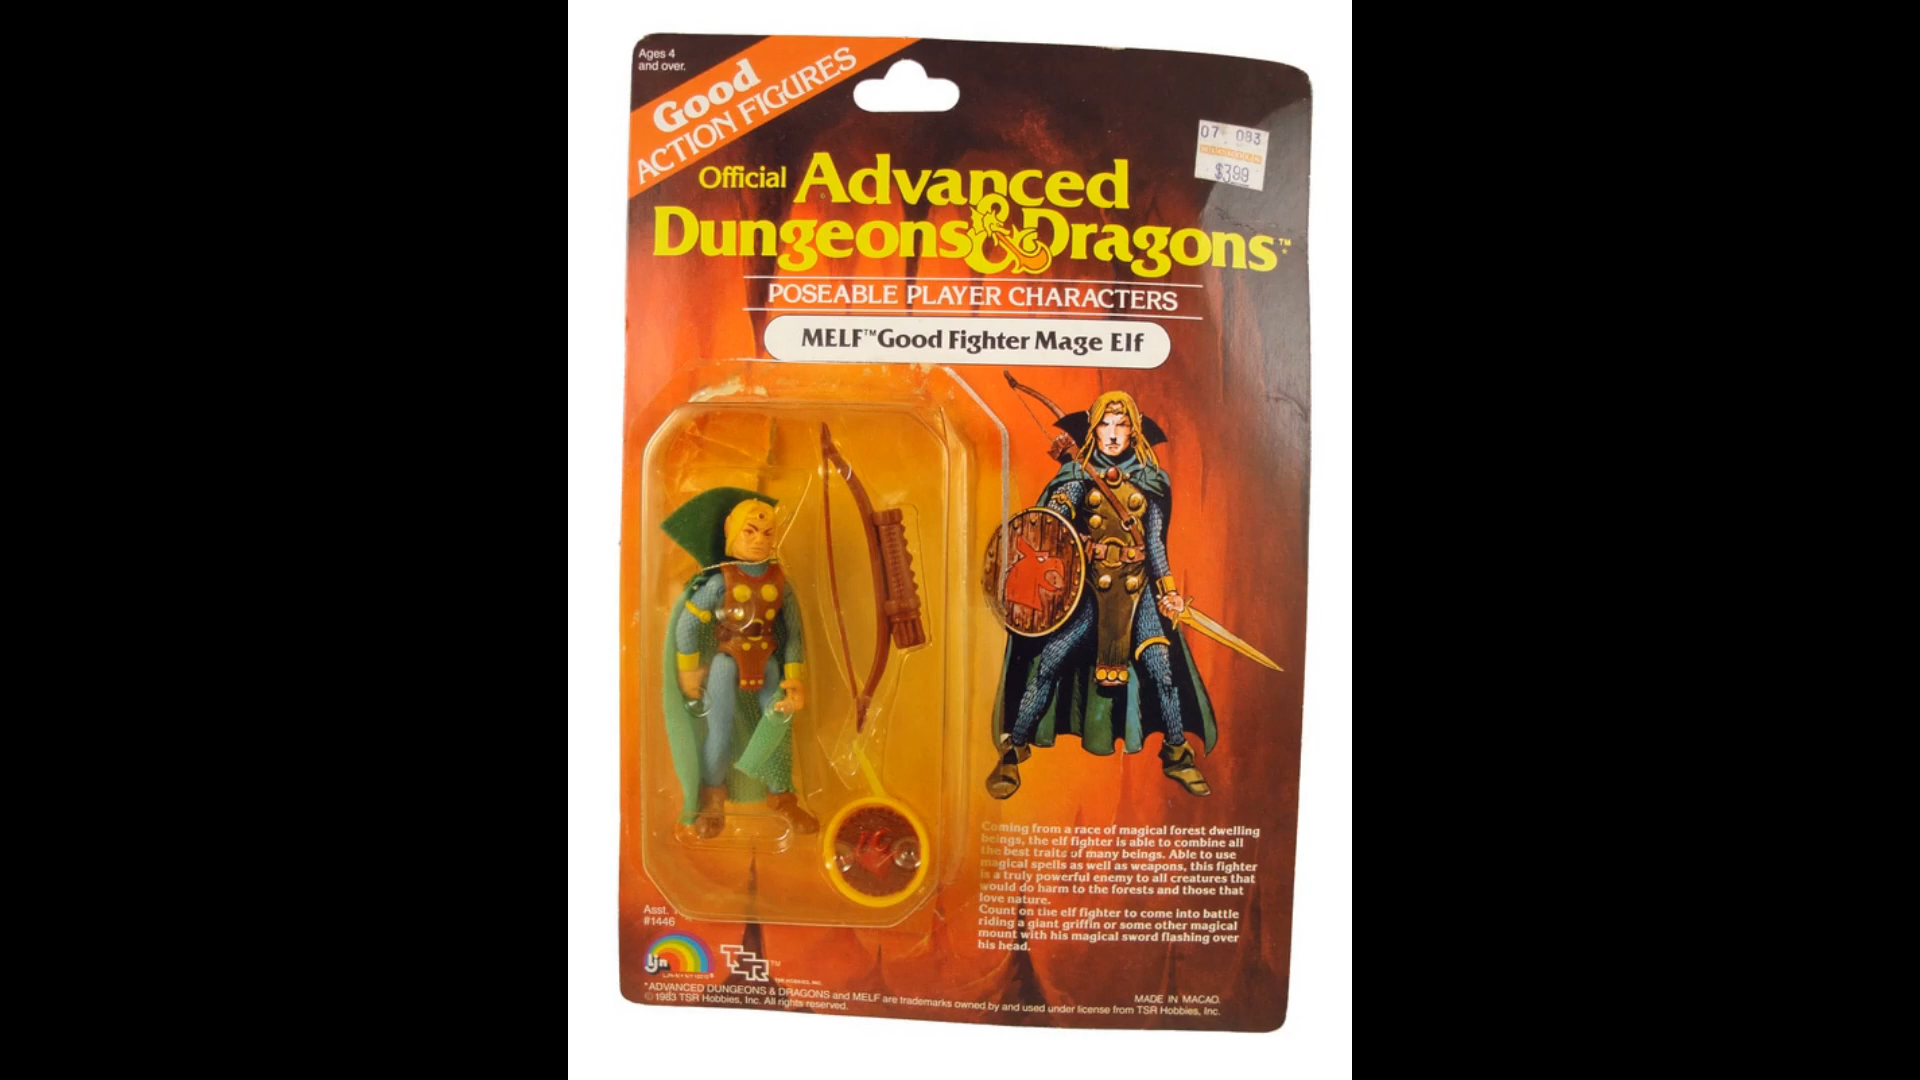 Ages 4
and over.
Good
ACTION FIGURES
07 083
$3.99
Official Advanced
Dungeons & Dragons™
POSEABLE PLAYER CHARACTERS
MELF™ Good Fighter Mage Elf
Coming from a race of magical forest dwelling
beings, the elf fighter is able to combine all
the best traits of many beings. Able to use
magical spells as well as weapons, this fighter
is a truly powerful enemy to all creatures that
would do harm to the forests and those that
love nature.
Count on the elf fighter to come into battle
riding a giant griffin or some other magical
mount with his magical sword flashing over
his head.
Asst.
#1446
Ljn
TSR™
TSR HOBBIES, INC.
*ADVANCED DUNGEONS & DRAGONS and MELF are trademarks owned by and used under license from TSR Hobbies, Inc.
© 1983 TSR Hobbies, Inc. All rights reserved.
MADE IN MACAO.